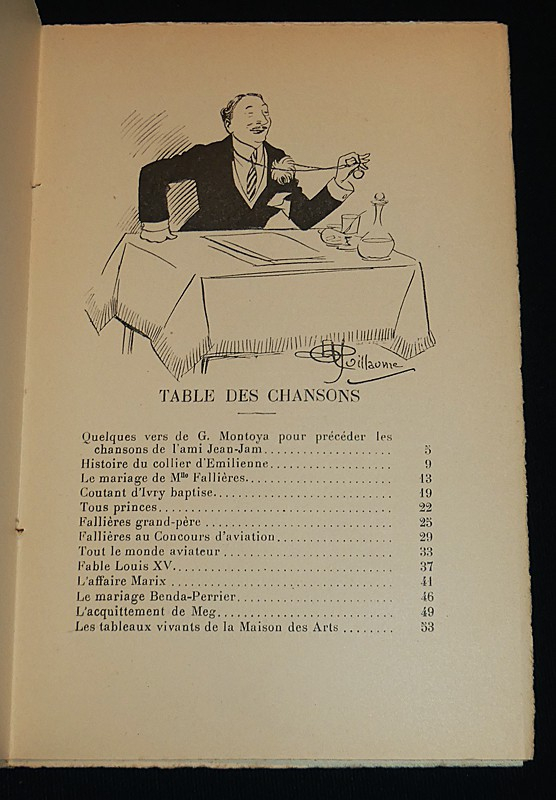 Guillaume
TABLE DES CHANSONS
Quelques vers de G. Montoya pour précéder les
chansons de l'ami Jean-Jam.................... 5
Histoire du collier d'Emilienne.................... 9
Le mariage de Mlle Fallières.................... 13
Coutant d'Ivry baptise.................... 19
Tous princes.................... 22
Fallières grand-père .................... 25
Fallières au Concours d'aviation.................... 29
Tout le monde aviateur .................... 33
Fable Louis XV.................... 37
L'affaire Marix .................... 41
Le mariage Benda-Perrier.................... 46
L'acquittement de Meg.................... 49
Les tableaux vivants de la Maison des Arts ........ 53